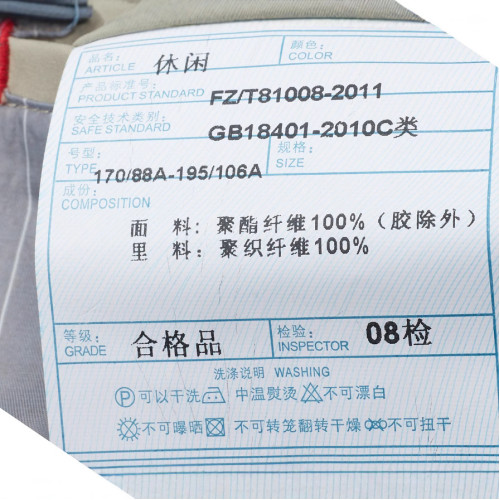 品名: 休闲 颜色:
ARTICLE COLOR
产品标准号: FZ/T81008-2011
PRODUCT STANDARD
安全技术类别: GB18401-2010C类
SAFE STANDARD
号型: 170/88A-195/106A 规格:
TYPE SIZE
成份:
COMPOSITION
面 料: 聚酯纤维100%(胶除外)
里 料: 聚织纤维100%
等级: 合格品 检验: 08检
GRADE INSPECTOR
洗涤说明 WASHING
P 可以干洗 中温熨烫 不可漂白
不可曝晒 不可转笼翻转干燥 不可扭干